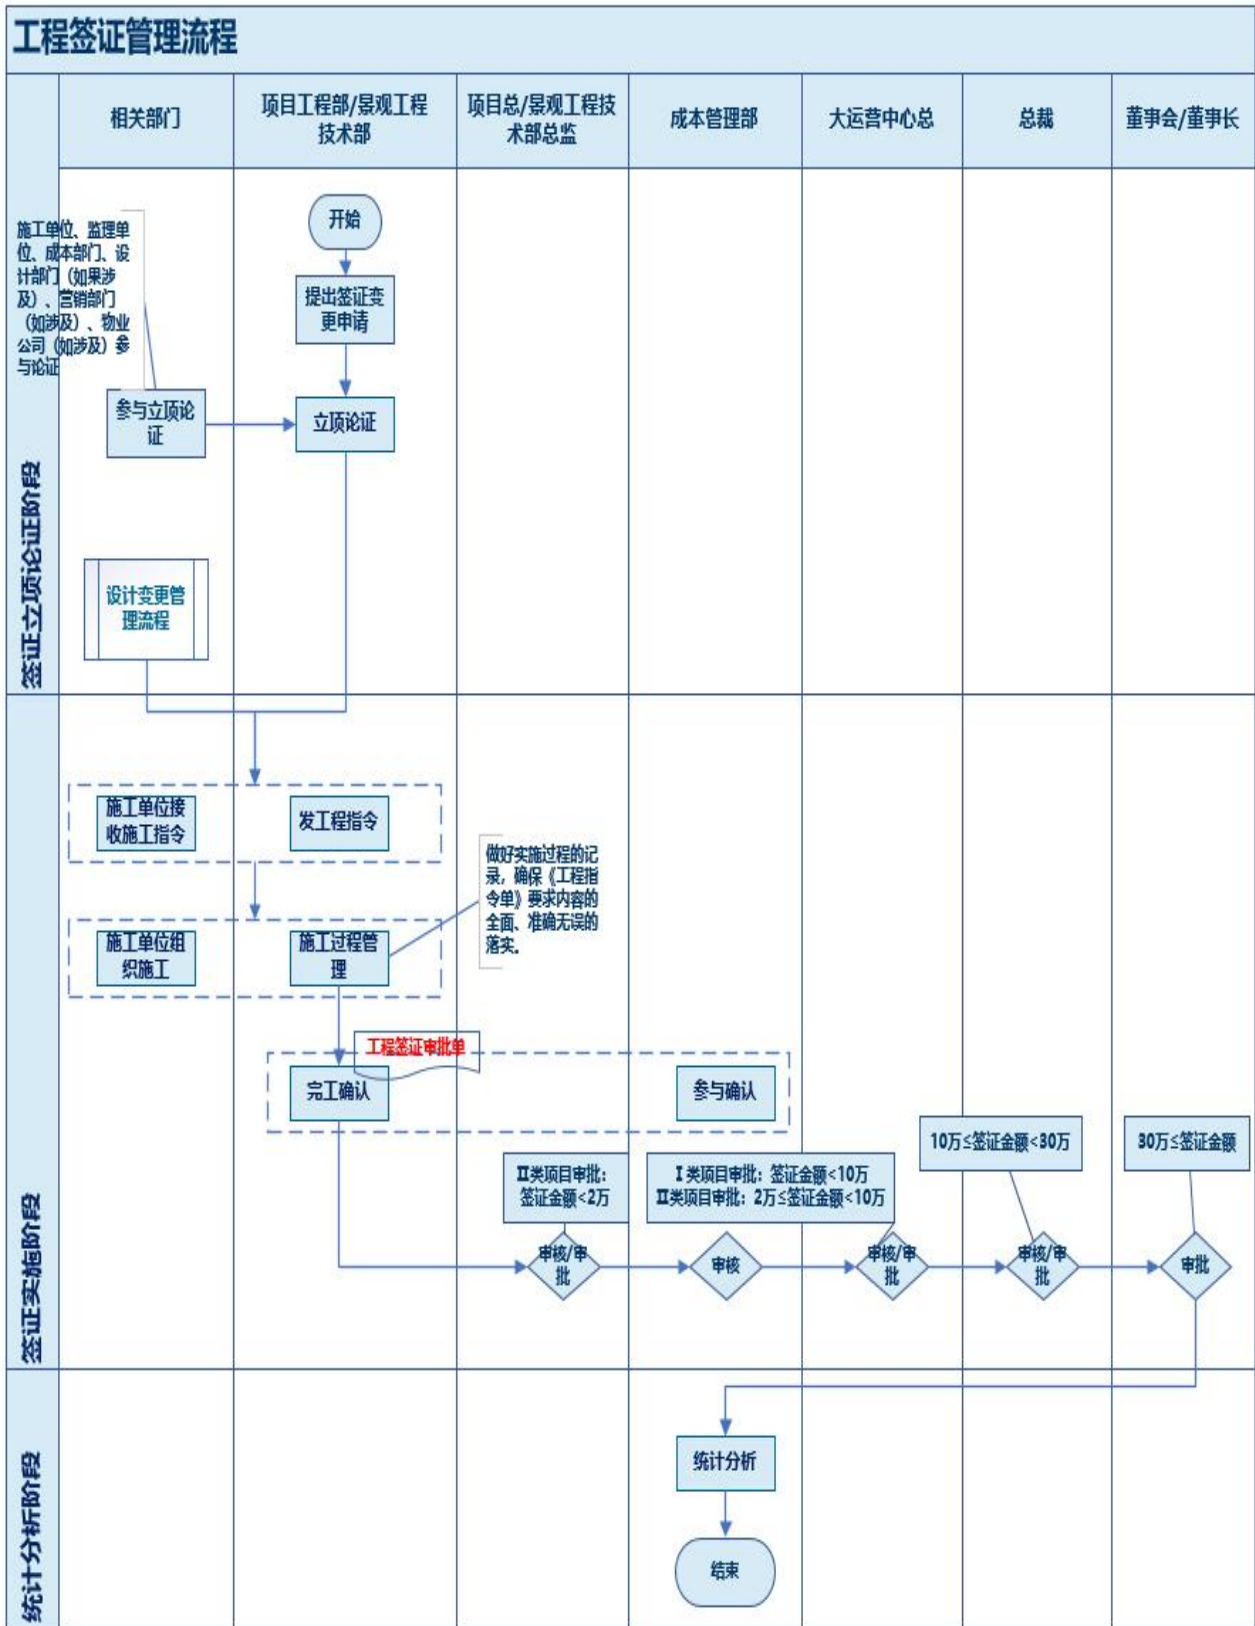 工程签证管理流程
相关部门
项目工程部/景观工程
技术部
项目总/景观工程技
术部总监
成本管理部
大运营中心总
总裁
董事会/董事长
签证立项论证阶段
施工单位、监理单
位、成本部门、设
计部门（如果涉
及）、营销部门
（如涉及）、物业
公司（如涉及）参
与论证
开始
提出签证变
更申请
参与立项论
证
立项论证
设计变更管
理流程
签证实施阶段
施工单位接
收施工指令
发工程指令
做好实施过程的记
录，确保《工程指
令单》要求内容的
全面、准确无误的
落实。
施工单位组
织施工
施工过程管
理
工程签证审批单
完工确认
参与确认
II类项目审批：
签证金额<2万
I 类项目审批：签证金额<10万
II类项目审批：2万≤签证金额<10万
10万≤签证金额<30万
30万≤签证金额
审核/审
批
审核
审核/审
批
审核/审
批
审批
统计分析阶段
统计分析
结束